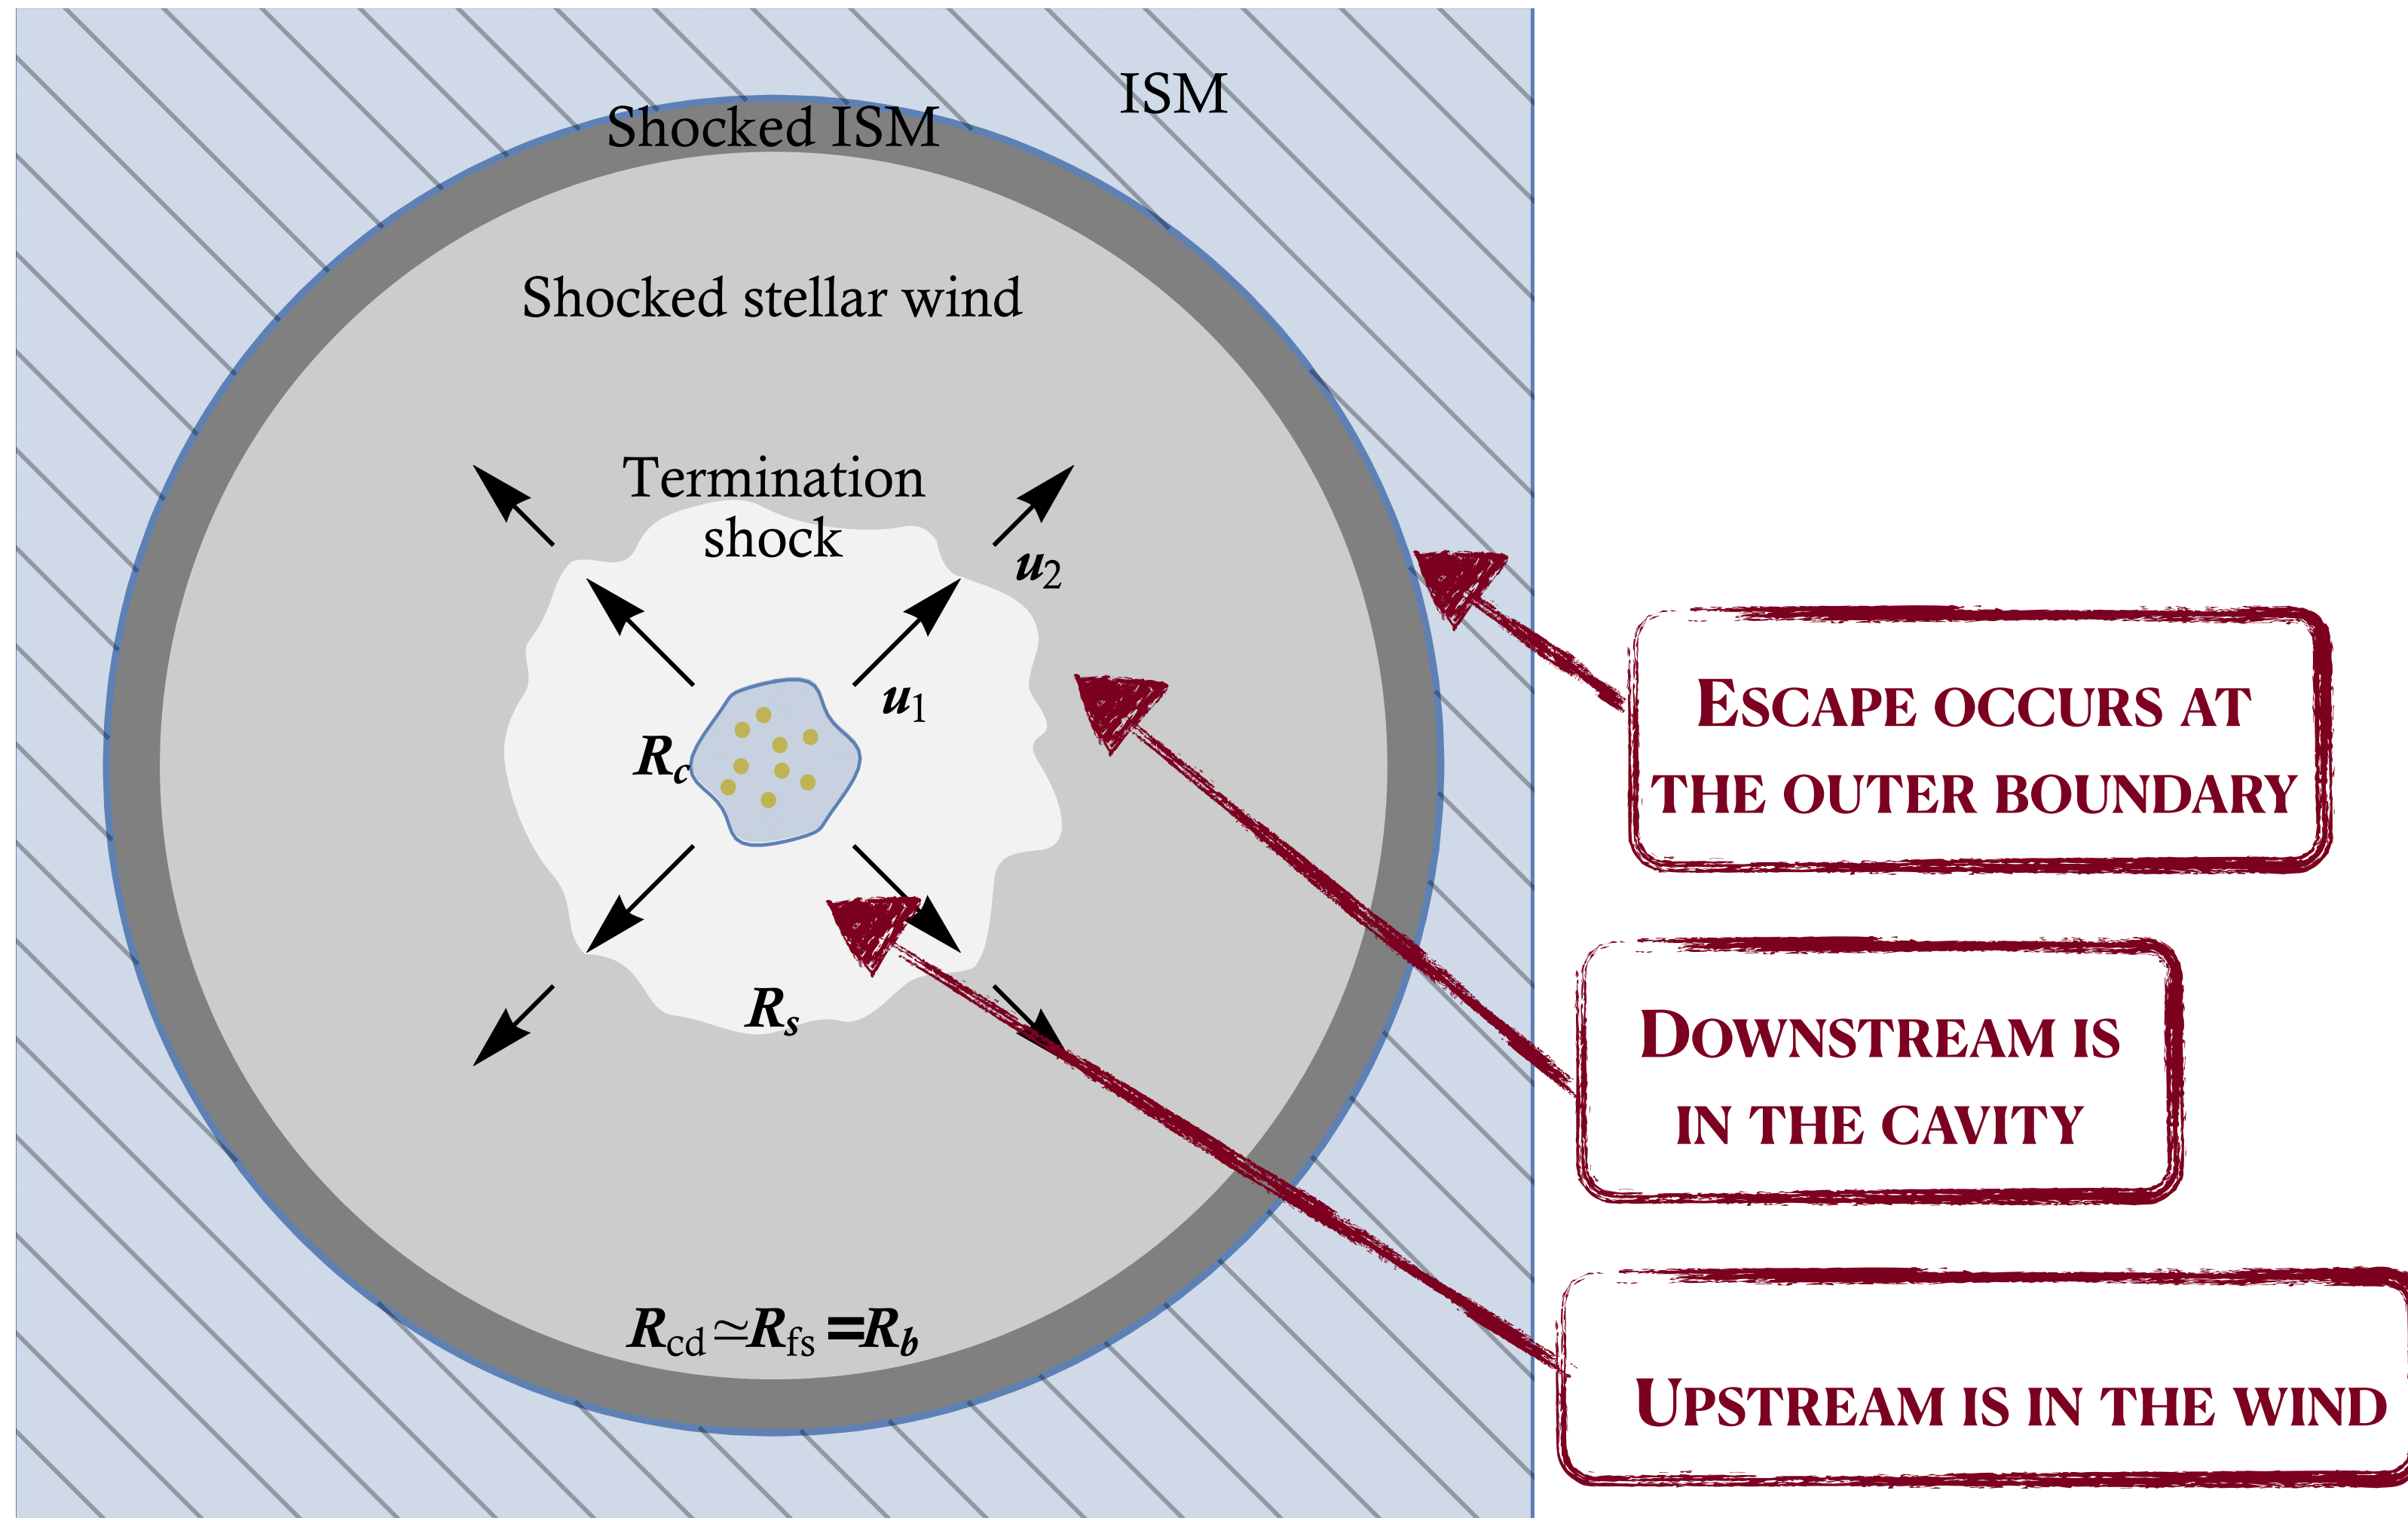 ISM
Shocked ISM
Shocked stellar wind
Termination
shock
u2
u1
Rc
Rs
Rcd ≃ Rfs = Rb
ESCAPE OCCURS AT
THE OUTER BOUNDARY
DOWNSTREAM IS
IN THE CAVITY
UPSTREAM IS IN THE WIND